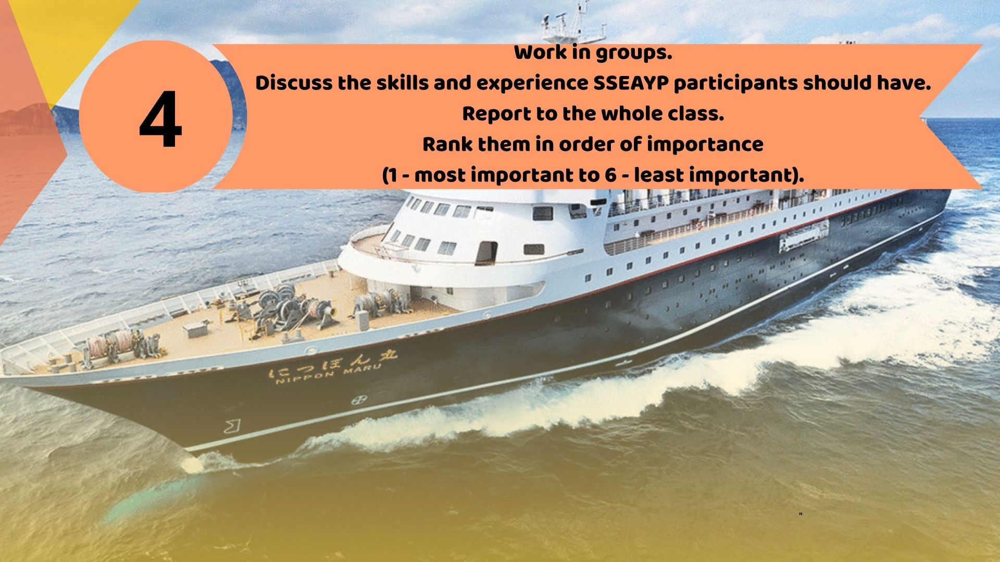 4
Work in groups.
Discuss the skills and experience SSEAYP participants should have.
Report to the whole class.
Rank them in order of importance
(1 - most important to 6 - least important).
にっぽん丸
NIPPON MARU
"